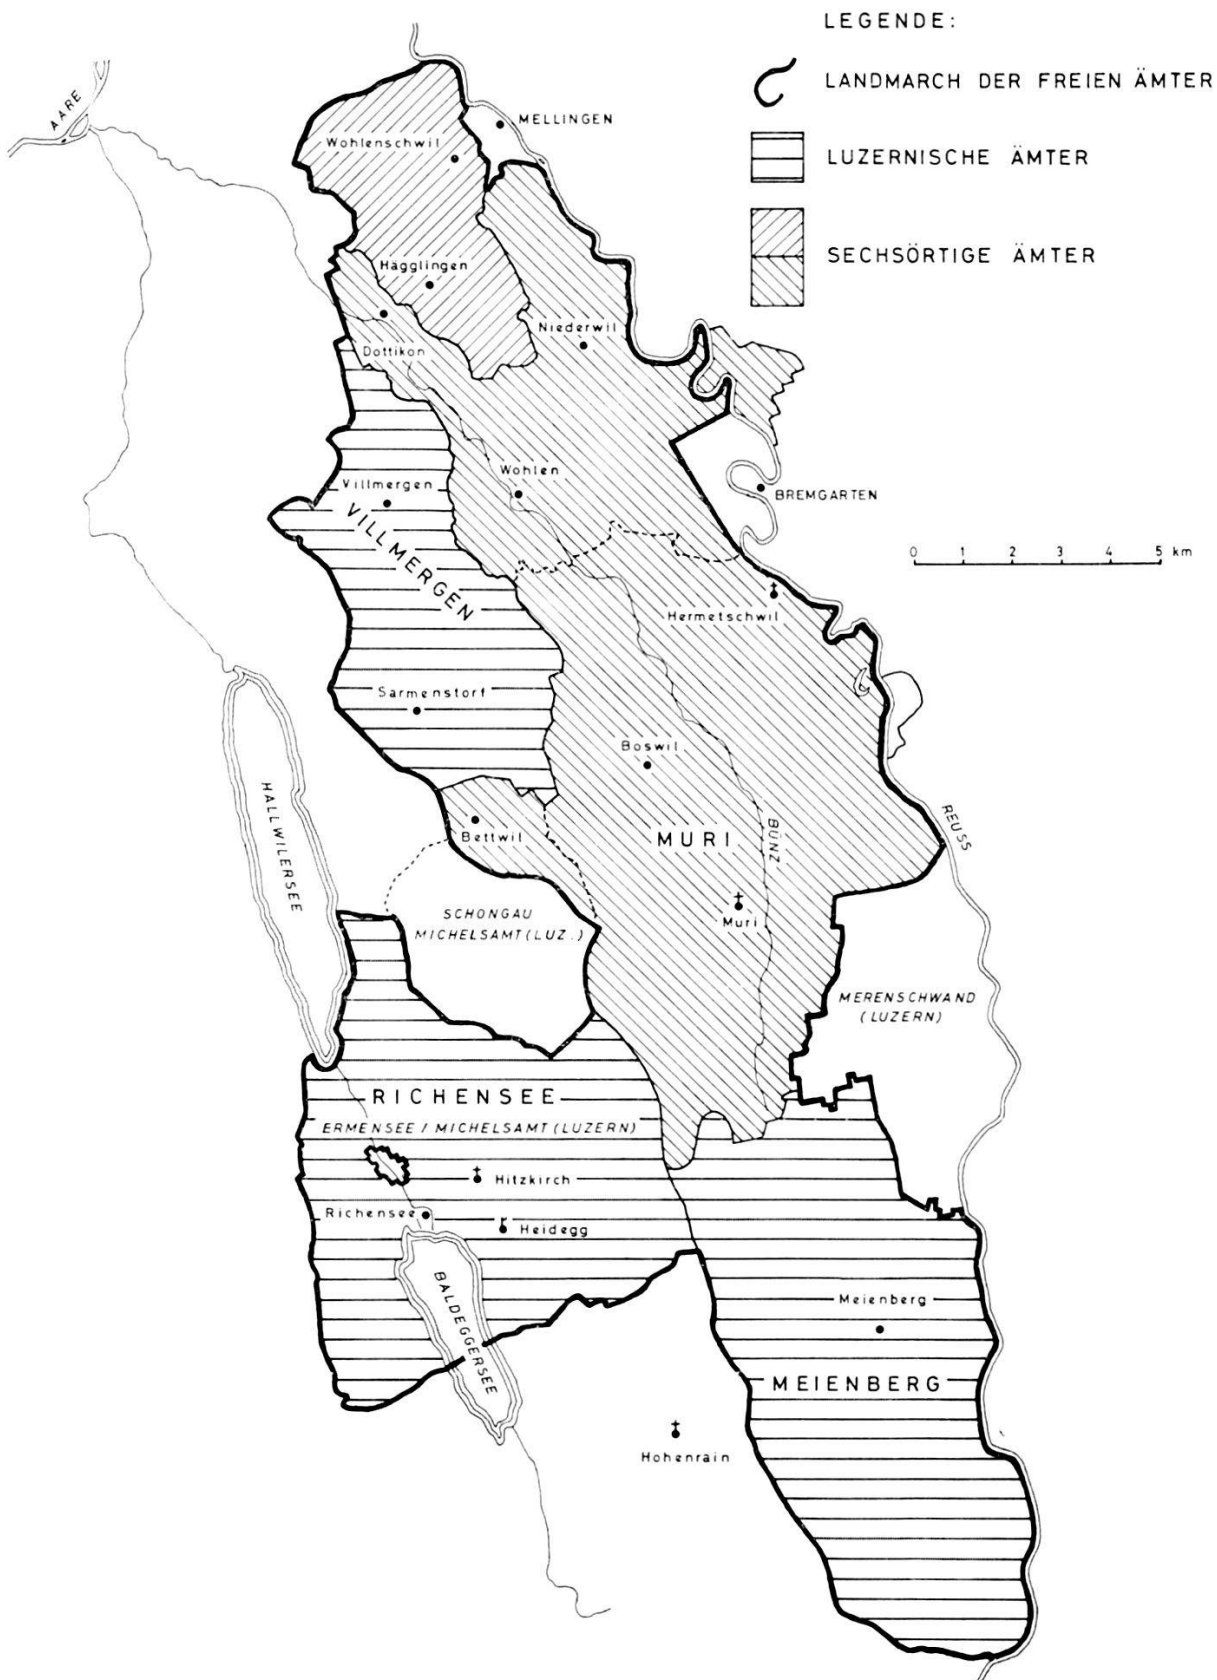 LEGENDE:
LANDMARCH DER FREIEN ÄMTER
LUZERNISCHE ÄMTER
SECHSÖRTIGE ÄMTER
AARE
MELLINGEN
Wohlenschwil
Hägglingen
Niederwil
Dottikon
Wohlen
Villmergen
BREMGARTEN
VILLMERGEN
0 1 2 3 4 5 km
Hermetschwil
Sarmenstorf
Boswil
HALLWILERSEE
REUSS
Bettwil
MURI
BÜNZ
SCHONGAU
MICHELSAMT (LUZ.)
Muri
MERENSCHWAND
(LUZERN)
RICHENSEE
ERMENSEE / MICHELSAMT (LUZERN)
Hitzkirch
Richensee
Heidegg
BALDEGGERSEE
Meienberg
MEIENBERG
Hohenrain